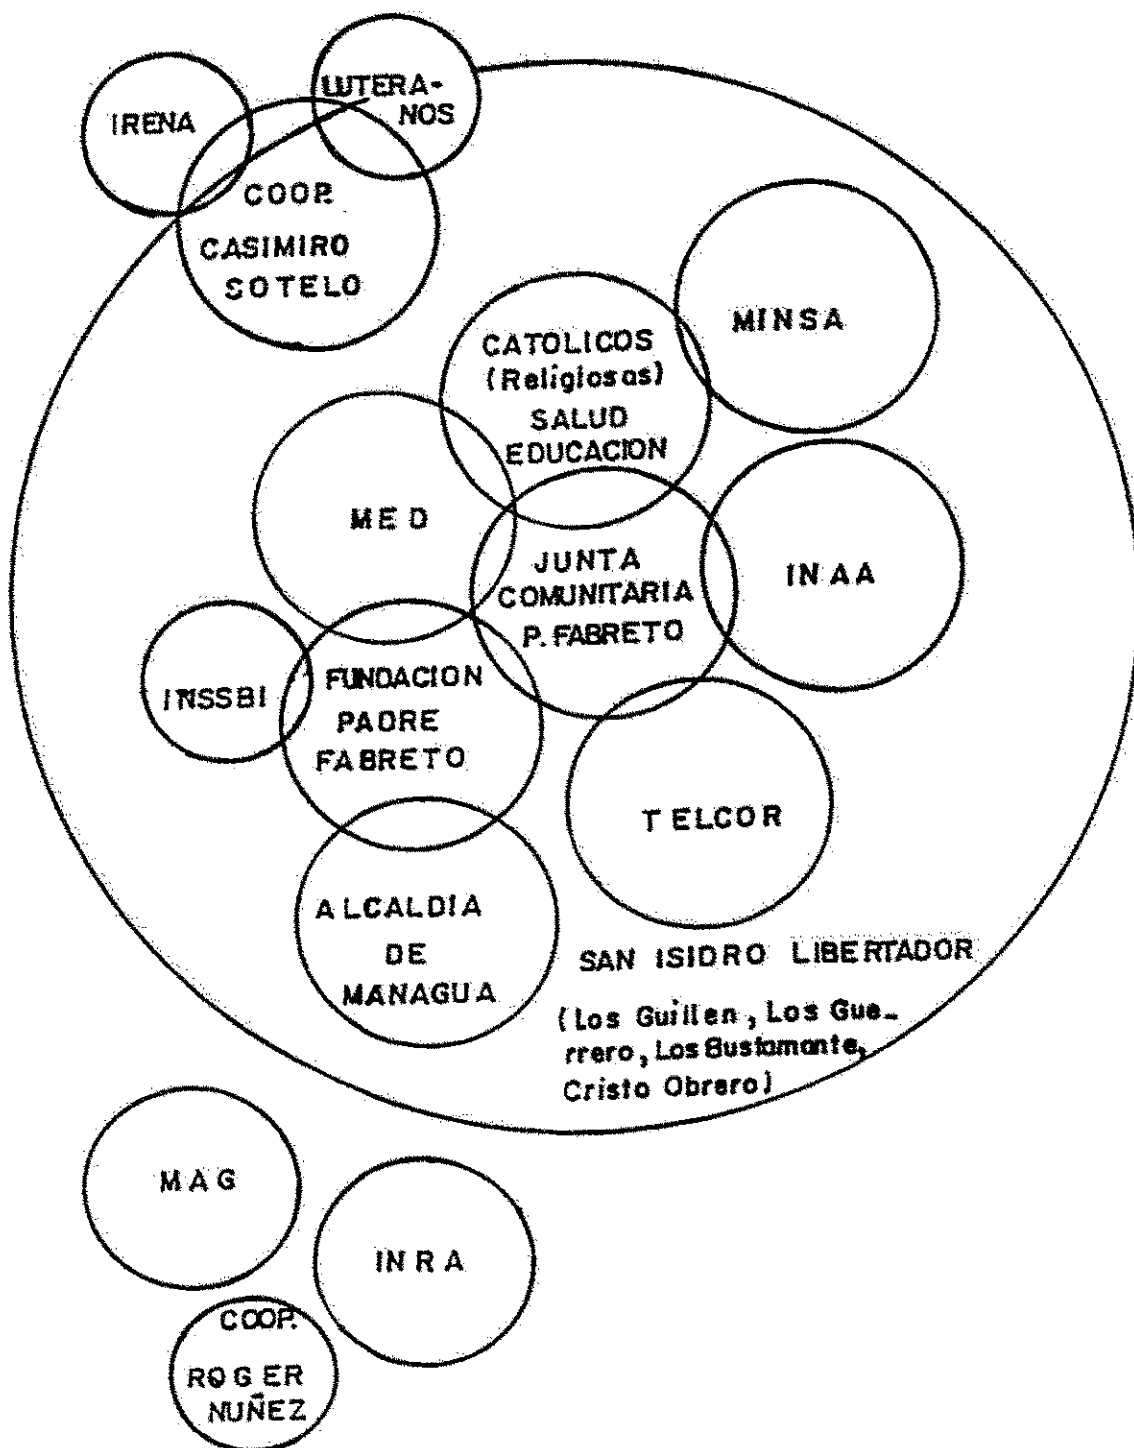 LUTERA-
NOS
IRENA
COOP.
CASIMIRO
SOTELO
MINSA
CATOLICOS
(Religiosas)
SALUD
EDUCACION
MED
JUNTA
COMUNITARIA
P. FABRETO
INAA
INSSBI
FUNDACION
PADRE
FABRETO
TELCOR
ALCALDIA
DE
MANAGUA
SAN ISIDRO LIBERTADOR
(Los Guillen, Los Gue-
rrero, Los Bustamante,
Cristo Obrero)
MAG
INRA
COOP.
ROGER
NUÑEZ